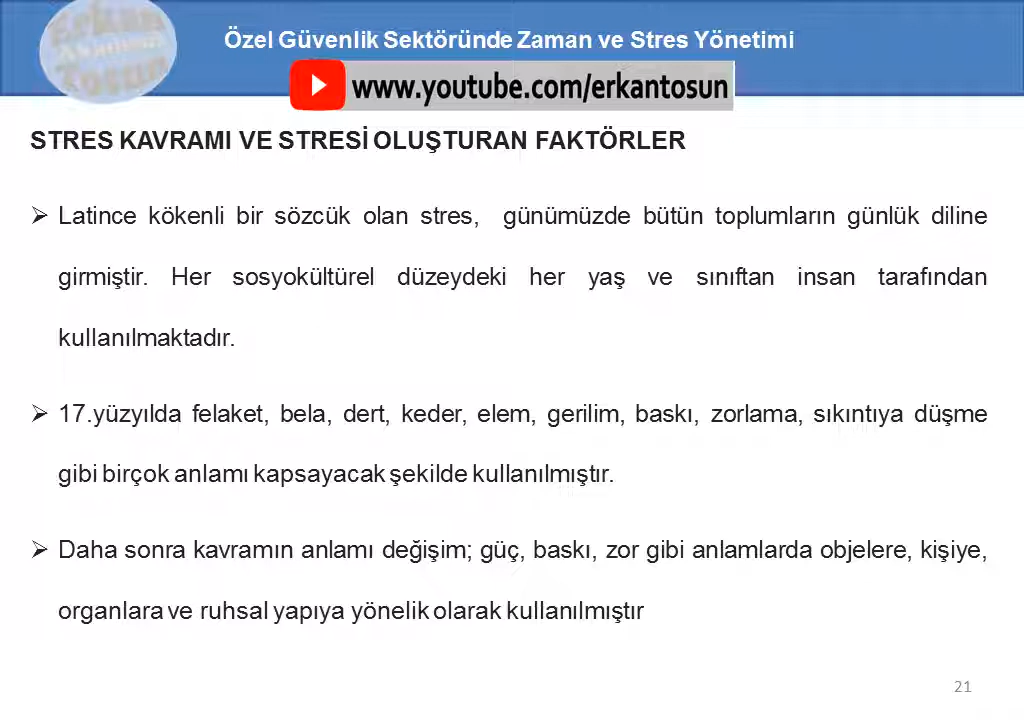 Erkan
Akademi
Tosun
Özel Güvenlik Sektöründe Zaman ve Stres Yönetimi
www.youtube.com/erkantosun
STRES KAVRAMI VE STRESİ OLUŞTURAN FAKTÖRLER
➢ Latince kökenli bir sözcük olan stres, günümüzde bütün toplumların günlük diline
girmiştir. Her sosyokültürel düzeydeki her yaş ve sınıftan insan tarafından
kullanılmaktadır.
➢ 17.yüzyılda felaket, bela, dert, keder, elem, gerilim, baskı, zorlama, sıkıntıya düşme
gibi birçok anlamı kapsayacak şekilde kullanılmıştır.
➢ Daha sonra kavramın anlamı değişim; güç, baskı, zor gibi anlamlarda objelere, kişiye,
organlara ve ruhsal yapıya yönelik olarak kullanılmıştır
21